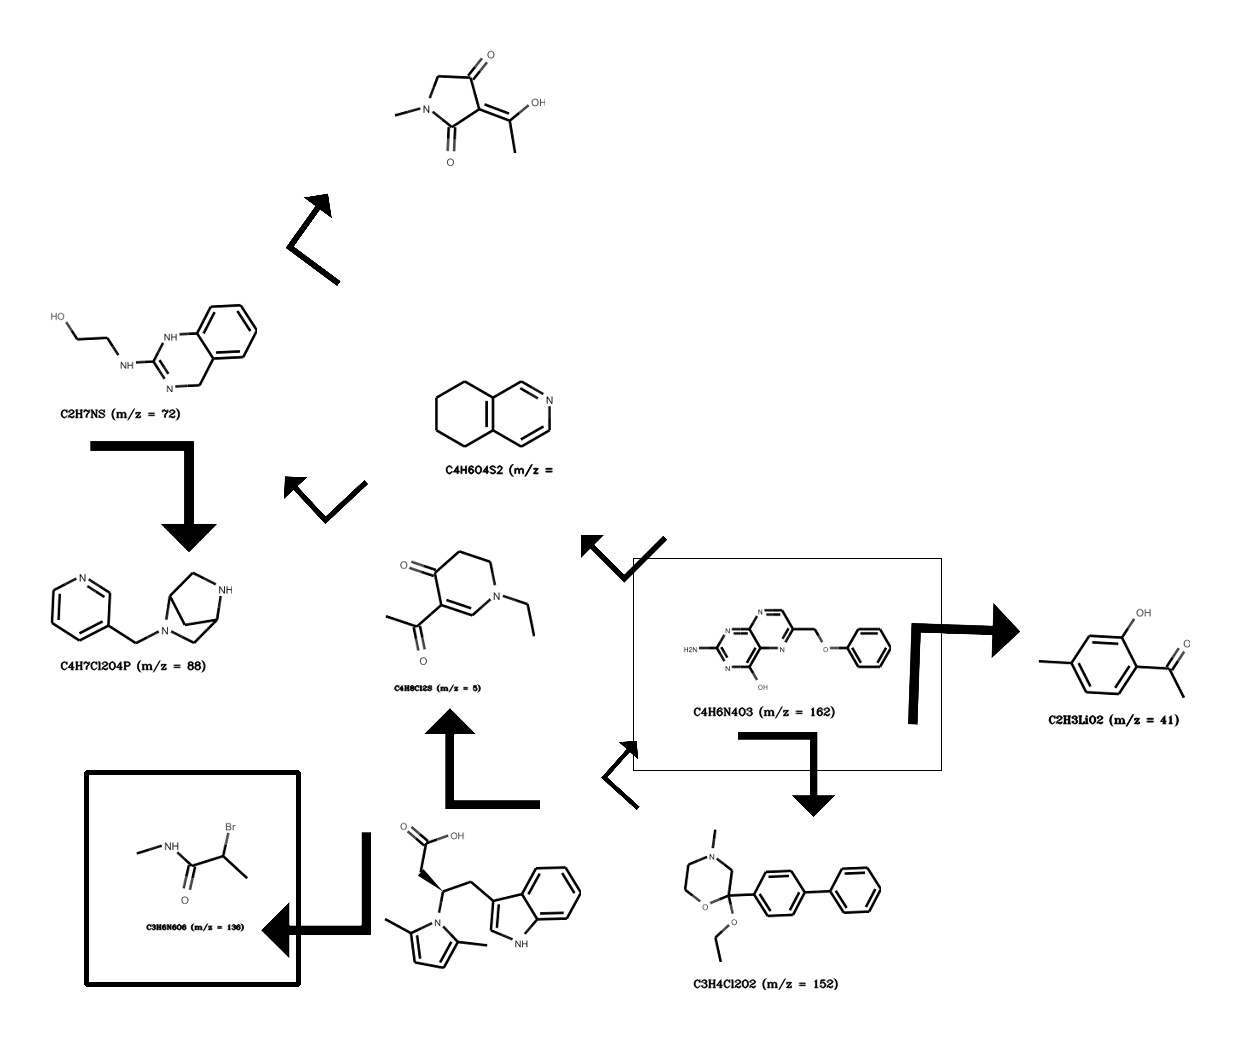 O
OH
N
O
HO
NH
NH
N
C2H7NS (m/z = 72)
N
C4H6O4S2 (m/z =
N
NH
N
C4H7Cl2O4P (m/z = 88)
O
N
O
C4H8Cl2S (m/z = 5)
N
N
H2N
N
N
O
OH
C4H6N4O3 (m/z = 162)
OH
O
C2H3LiO2 (m/z = 41)
Br
NH
O
C3H6N6O6 (m/z = 136)
O
OH
N
NH
N
O
O
C3H4Cl2O2 (m/z = 152)